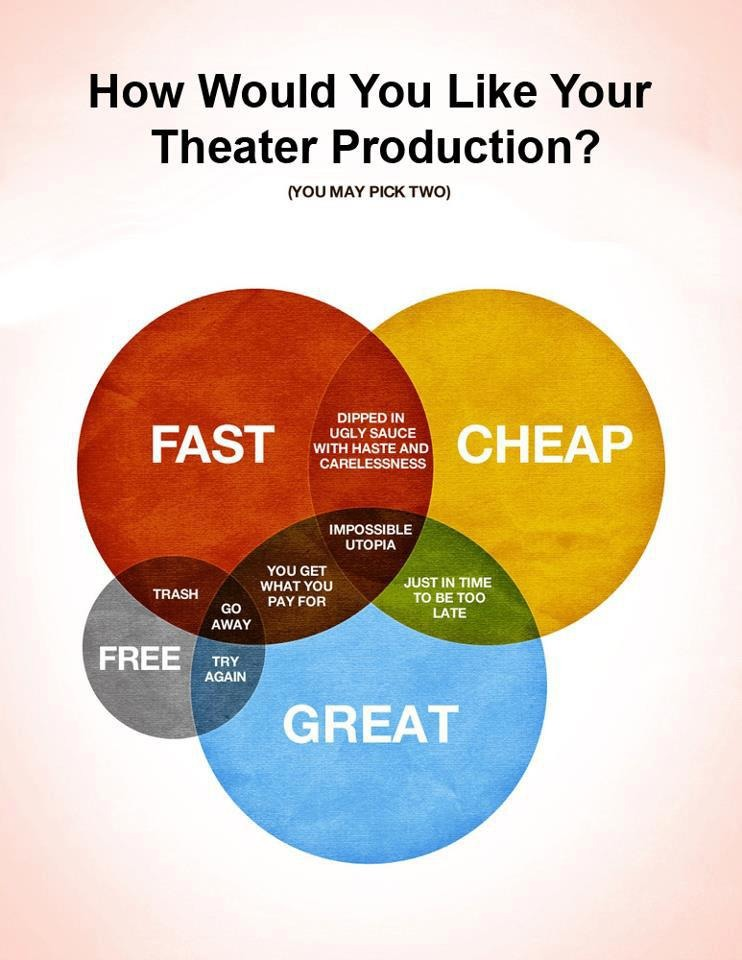 How Would You Like Your
Theater Production?
(YOU MAY PICK TWO)
FAST
DIPPED IN
UGLY SAUCE
WITH HASTE AND
CARELESSNESS
CHEAP
IMPOSSIBLE
UTOPIA
YOU GET
WHAT YOU
PAY FOR
JUST IN TIME
TO BE TOO
LATE
TRASH
GO
AWAY
FREE
TRY
AGAIN
GREAT